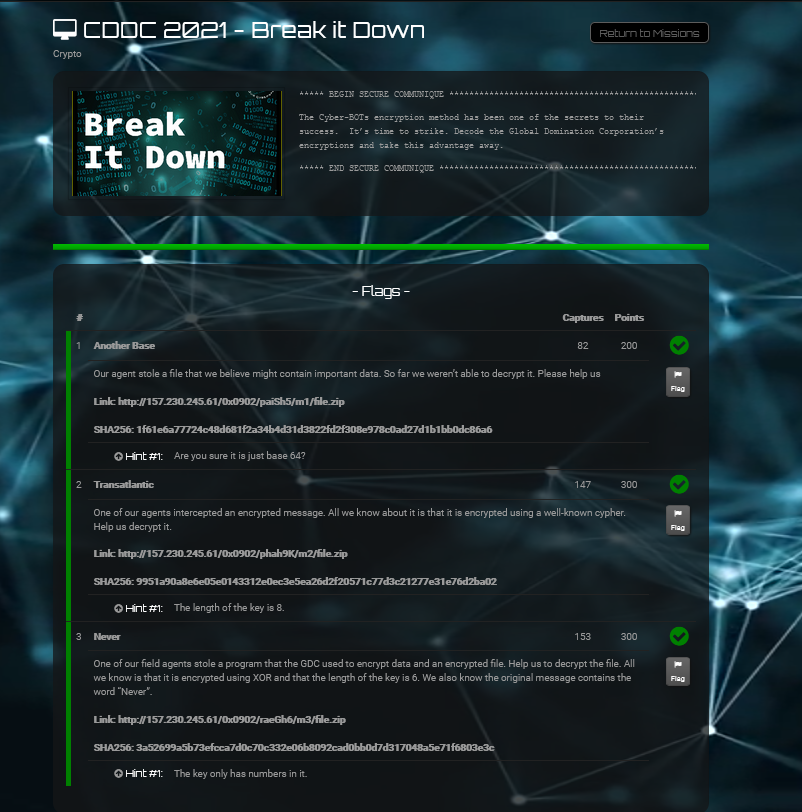 CDDC 2021 - Break it Down
Return to Missions
Crypto
Break
It Down
***** BEGIN SECURE COMMUNIQUE ************************************************
The Cyber-BOTs encryption method has been one of the secrets to their
success.  It's time to strike. Decode the Global Domination Corporation's
encryptions and take this advantage away.
***** END SECURE COMMUNIQUE **************************************************
- Flags -
# Captures Points
1 Another Base 82 200
Our agent stole a file that we believe might contain important data. So far we weren't able to decrypt it. Please help us
Flag
Link: http://157.230.245.61/0x0902/paiSh5/m1/file.zip
SHA256: 1f61e6a77724c48d681f2a34b4d31d3822fd2f308e978c0ad27d1b1bb0dc86a6
Hint #1: Are you sure it is just base 64?
2 Transatlantic 147 300
One of our agents intercepted an encrypted message. All we know about it is that it is encrypted using a well-known cypher.
Help us decrypt it.
Flag
Link: http://157.230.245.61/0x0902/phah9K/m2/file.zip
SHA256: 9951a90a8e6e05e0143312e0ec3e5ea26d2f20571c77d3c21277e31e76d2ba02
Hint #1: The length of the key is 8.
3 Never 153 300
One of our field agents stole a program that the GDC used to encrypt data and an encrypted file. Help us to decrypt the file. All
we know is that it is encrypted using XOR and that the length of the key is 6. We also know the original message contains the
word "Never".
Flag
Link: http://157.230.245.61/0x0902/raeGh6/m3/file.zip
SHA256: 3a52699a5b73efcca7d0c70c332e06b8092cad0bb0d7d317048a5e71f6803e3c
Hint #1: The key only has numbers in it.